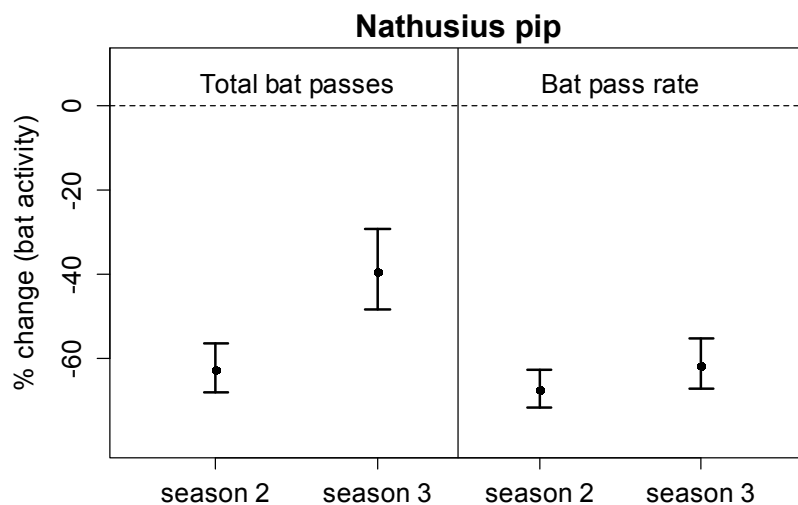 Nathusius pip
Total bat passes
Bat pass rate
% change (bat activity)
0
-20
-40
-60
season 2
season 3
season 2
season 3